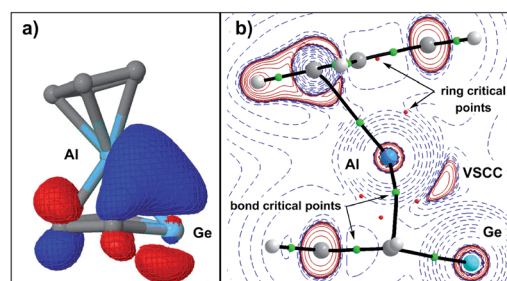 a)
Al
Ge
b)
ring critical
points
Al
VSCC
bond critical points
Ge